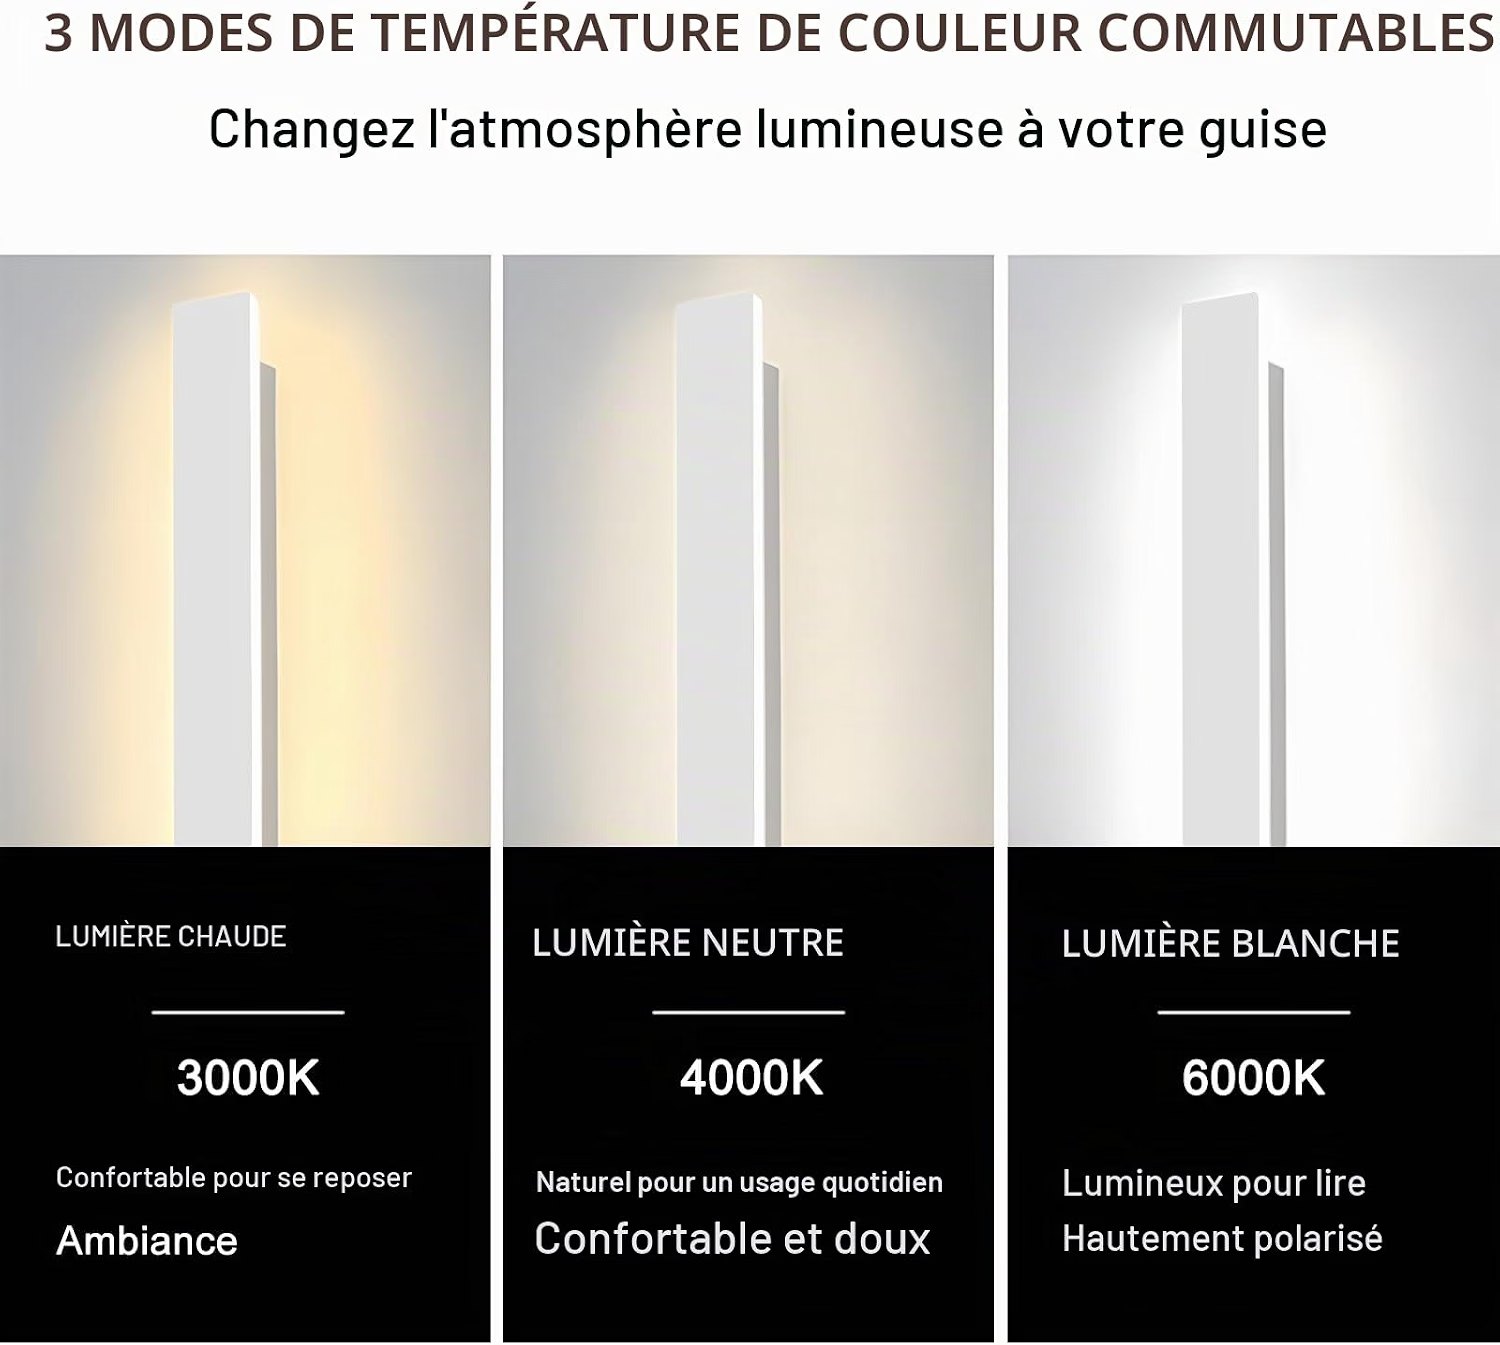 3 MODES DE TEMPÉRATURE DE COULEUR COMMUTABLES
Changez l'atmosphère lumineuse à votre guise
LUMIÈRE CHAUDE
3000K
Confortable pour se reposer
Ambiance
LUMIÈRE NEUTRE
4000K
Naturel pour un usage quotidien
Confortable et doux
LUMIÈRE BLANCHE
6000K
Lumineux pour lire
Hautement polarisé